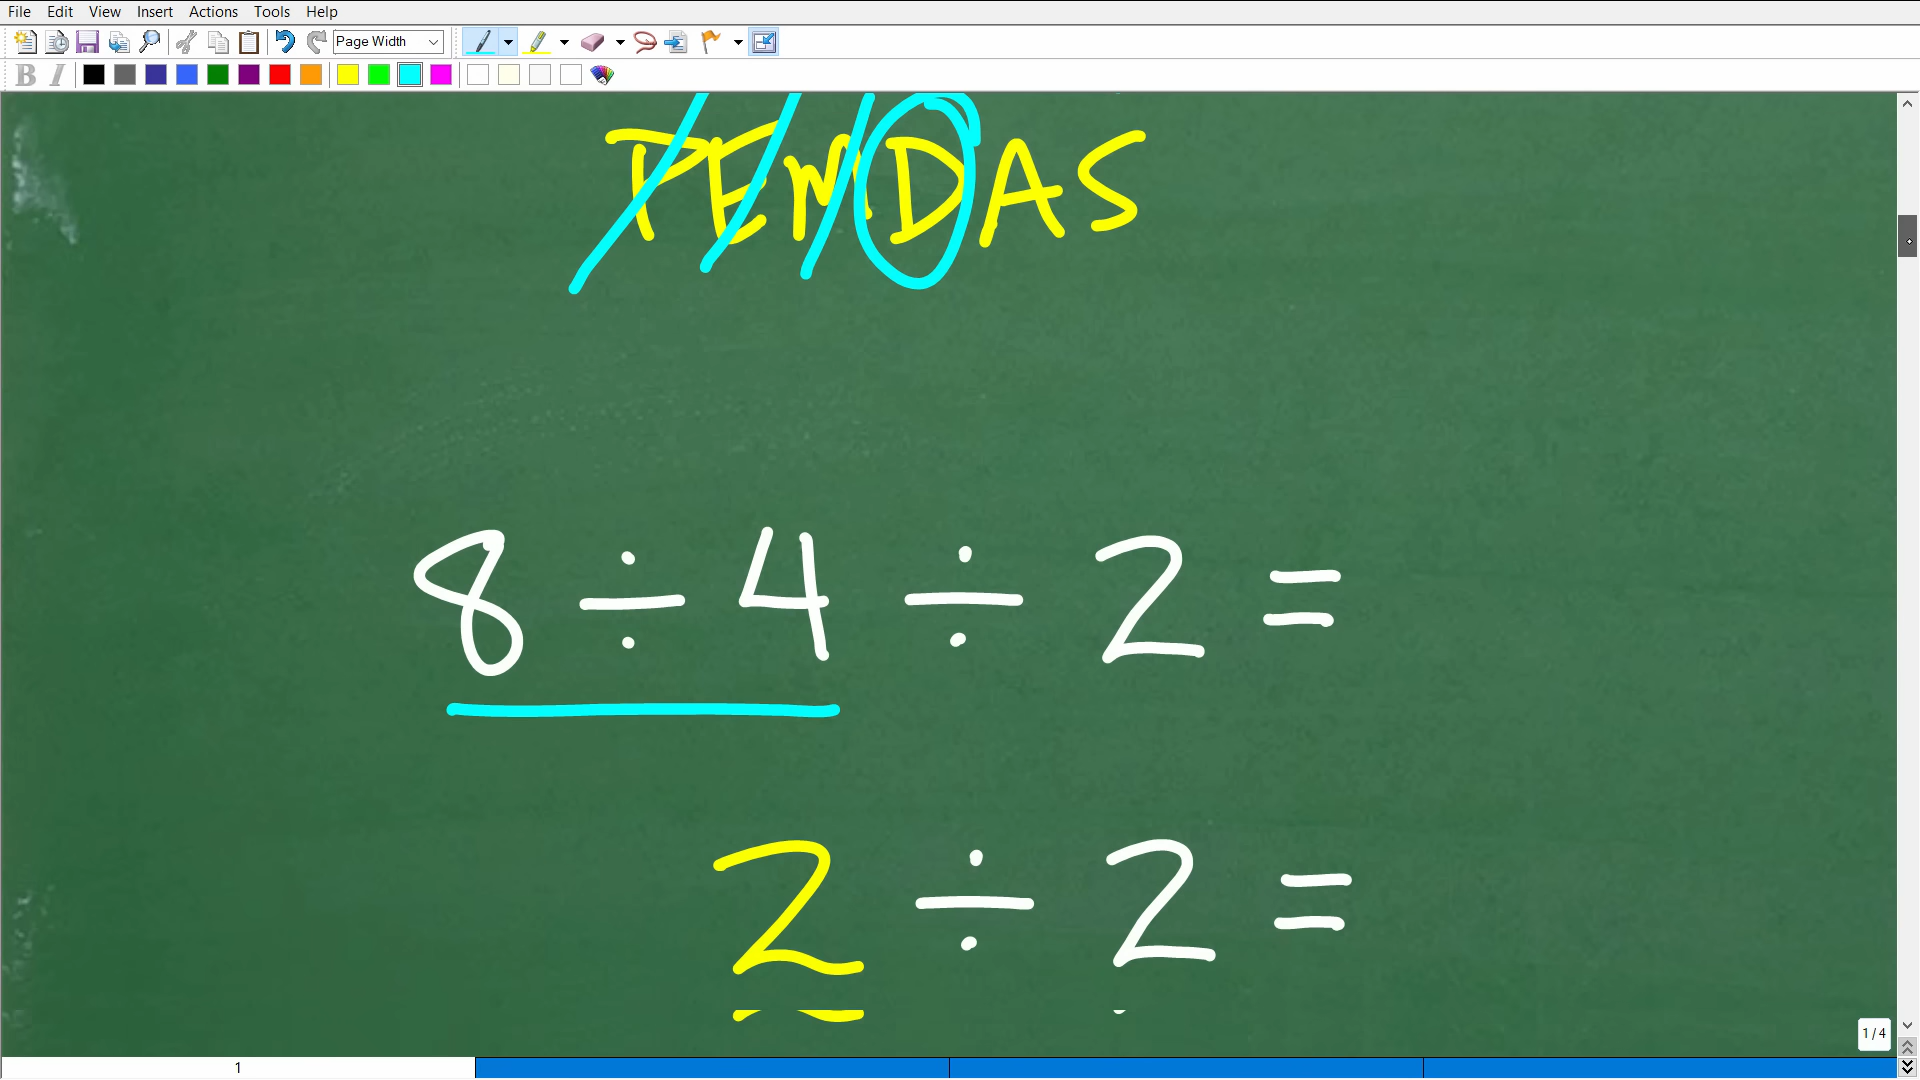 File Edit View Insert Actions Tools Help
Page Width
B I
PEMDAS
8 ÷ 4 ÷ 2 =
2 ÷ 2 =
1 / 4
1